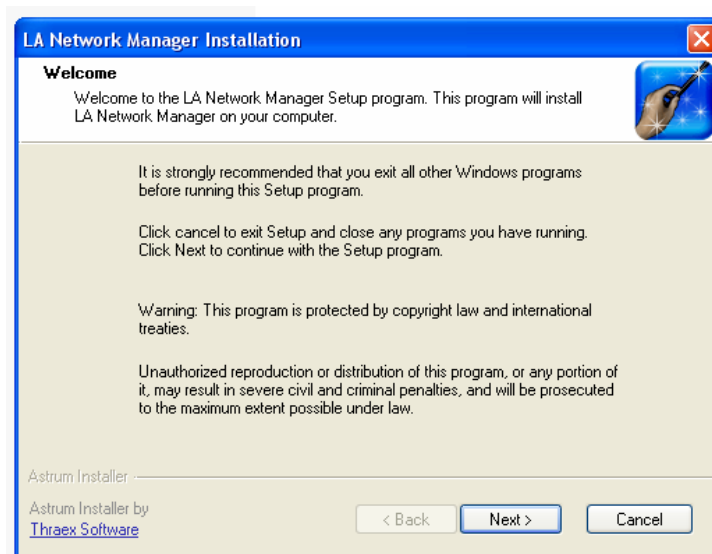 LA Network Manager Installation
Welcome
Welcome to the LA Network Manager Setup program. This program will install
LA Network Manager on your computer.
It is strongly recommended that you exit all other Windows programs
before running this Setup program.
Click cancel to exit Setup and close any programs you have running.
Click Next to continue with the Setup program.
Warning: This program is protected by copyright law and international
treaties.
Unauthorized reproduction or distribution of this program, or any portion of
it, may result in severe civil and criminal penalties, and will be prosecuted
to the maximum extent possible under law.
Astrum Installer
Astrum Installer by
Thraex Software
< Back Next > Cancel